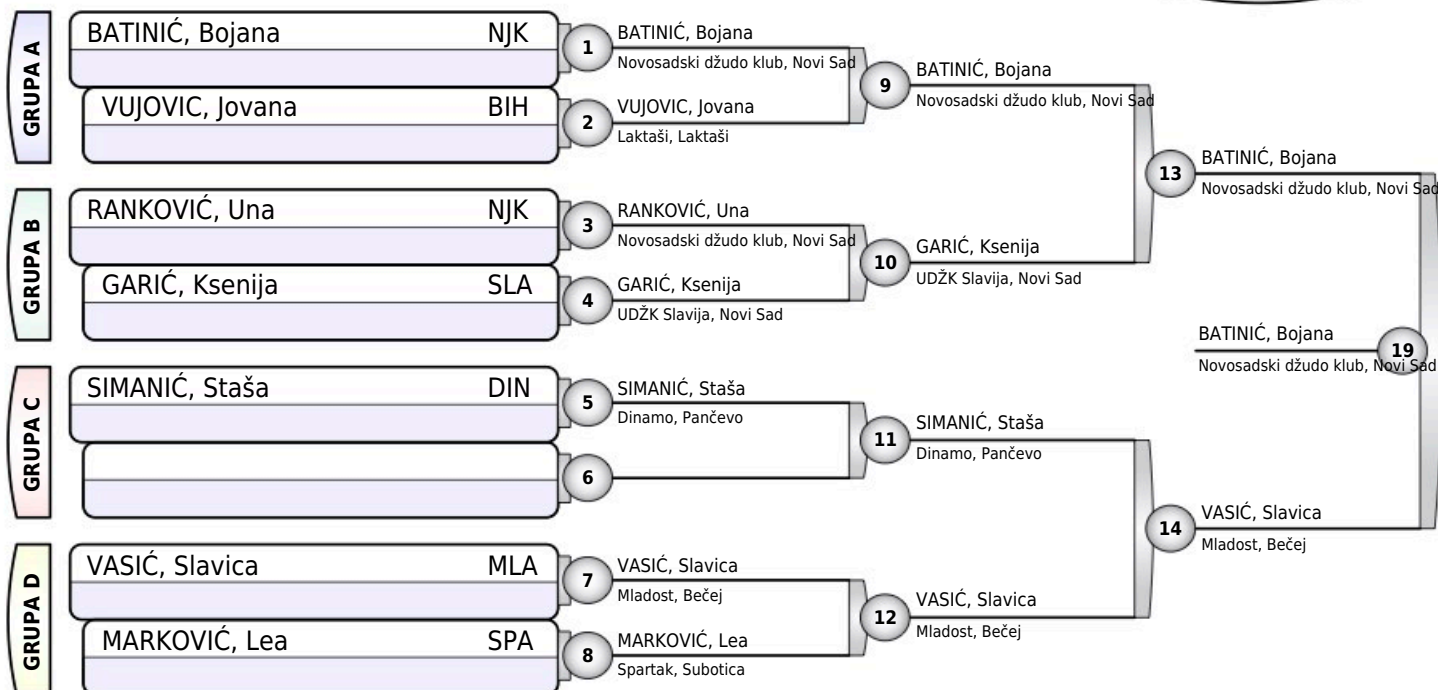 GRUPA A
BATINIĆ, Bojana NJK
VUJOVIC, Jovana BIH
1
BATINIĆ, Bojana
Novosadski džudo klub, Novi Sad
2
VUJOVIC, Jovana
Laktaši, Laktaši
9
BATINIĆ, Bojana
Novosadski džudo klub, Novi Sad
13
BATINIĆ, Bojana
Novosadski džudo klub, Novi Sad
GRUPA B
RANKOVIĆ, Una NJK
GARIĆ, Ksenija SLA
3
RANKOVIĆ, Una
Novosadski džudo klub, Novi Sad
4
GARIĆ, Ksenija
UDŽK Slavija, Novi Sad
10
GARIĆ, Ksenija
UDŽK Slavija, Novi Sad
BATINIĆ, Bojana
Novosadski džudo klub, Novi Sad
19
GRUPA C
SIMANIĆ, Staša DIN
5
SIMANIĆ, Staša
Dinamo, Pančevo
6
11
SIMANIĆ, Staša
Dinamo, Pančevo
14
VASIĆ, Slavica
Mladost, Bečej
GRUPA D
VASIĆ, Slavica MLA
MARKOVIĆ, Lea SPA
7
VASIĆ, Slavica
Mladost, Bečej
8
MARKOVIĆ, Lea
Spartak, Subotica
12
VASIĆ, Slavica
Mladost, Bečej